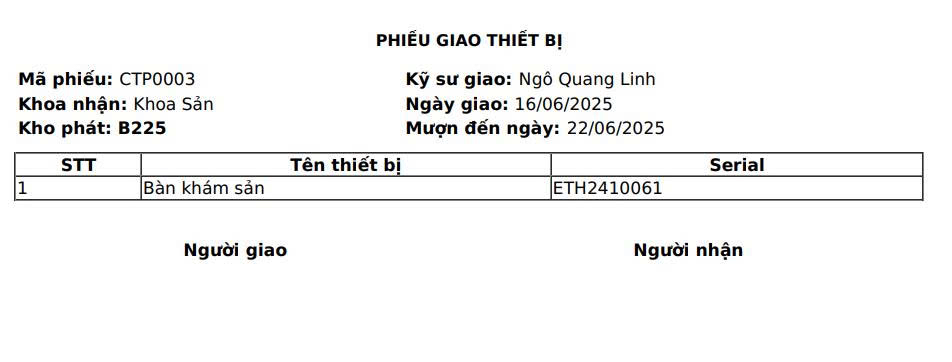 PHIẾU GIAO THIẾT BỊ
Mã phiếu: CTP0003 Kỹ sư giao: Ngô Quang Linh
Khoa nhận: Khoa Sản Ngày giao: 16/06/2025
Kho phát: B225 Mượn đến ngày: 22/06/2025
STT Tên thiết bị Serial
1 Bàn khám sản ETH2410061
Người giao Người nhận